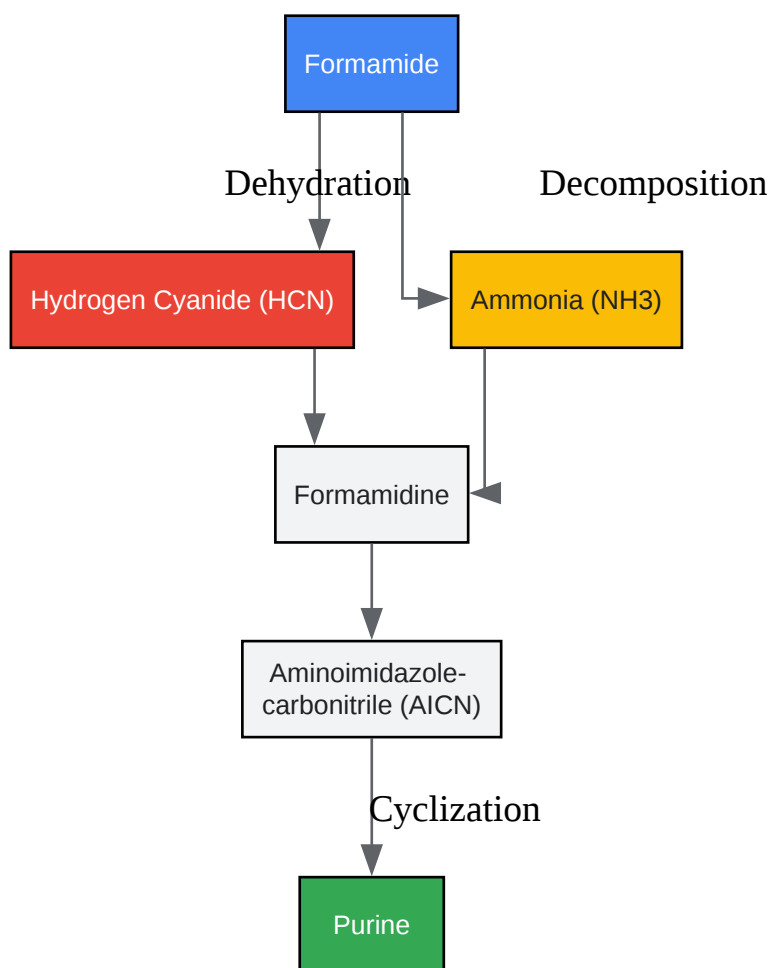 Formamide
Dehydration
Decomposition
Hydrogen Cyanide (HCN)
Ammonia (NH3)
Formamidine
Aminoimidazole-
carbonitrile (AICN)
Cyclization
Purine